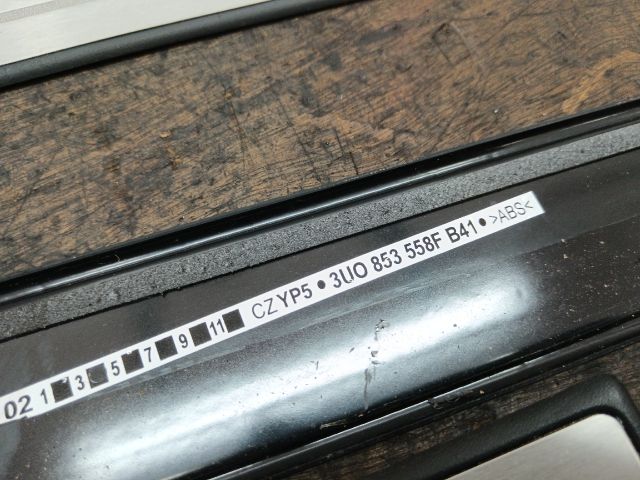 02 1 ■ 3 ■ 5 ■ 7 ■ 9 ■ 11 ■ CZYP5 • 3U0 853 558F B41 • >ABS<